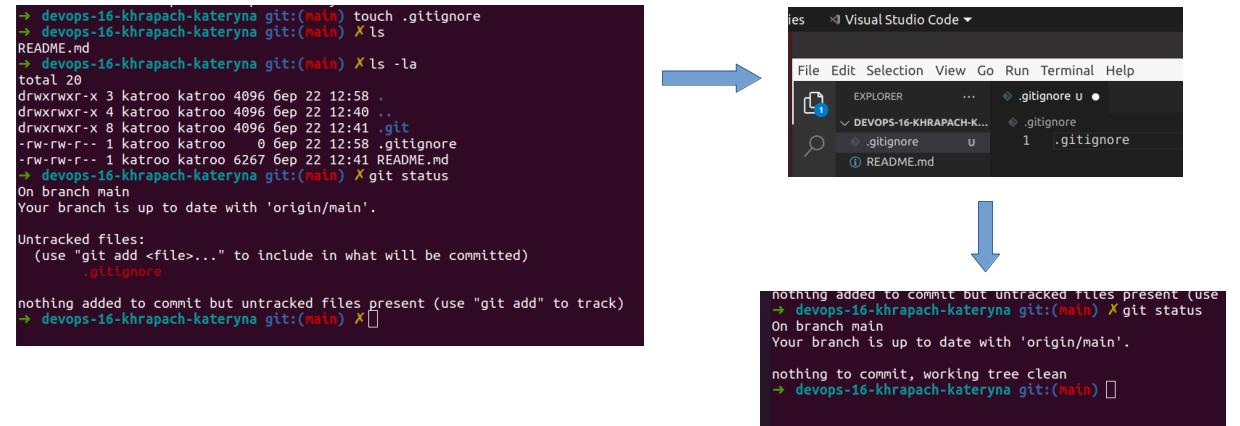 → devops-16-khrapach-kateryna git:(main) touch .gitignore
→ devops-16-khrapach-kateryna git:(main) ✗ ls
README.md
→ devops-16-khrapach-kateryna git:(main) ✗ ls -la
total 20
drwxrwxr-x 3 katroo katroo 4096 бер 22 12:58 .
drwxrwxr-x 4 katroo katroo 4096 бер 22 12:40 ..
drwxrwxr-x 8 katroo katroo 4096 бер 22 12:41 .git
-rw-rw-r-- 1 katroo katroo    0 бер 22 12:58 .gitignore
-rw-rw-r-- 1 katroo katroo 6267 бер 22 12:41 README.md
→ devops-16-khrapach-kateryna git:(main) ✗ git status
On branch main
Your branch is up to date with 'origin/main'.
Untracked files:
  (use "git add <file>..." to include in what will be committed)
        .gitignore
nothing added to commit but untracked files present (use "git add" to track)
→ devops-16-khrapach-kateryna git:(main) ✗
ies Visual Studio Code
File Edit Selection View Go Run Terminal Help
EXPLORER ... .gitignore U ●
1
DEVOPS-16-KHRAPACH-K... .gitignore
.gitignore U 1 .gitignore
README.md
nothing added to commit but untracked files present (use
→ devops-16-khrapach-kateryna git:(main) ✗ git status
On branch main
Your branch is up to date with 'origin/main'.
nothing to commit, working tree clean
→ devops-16-khrapach-kateryna git:(main)